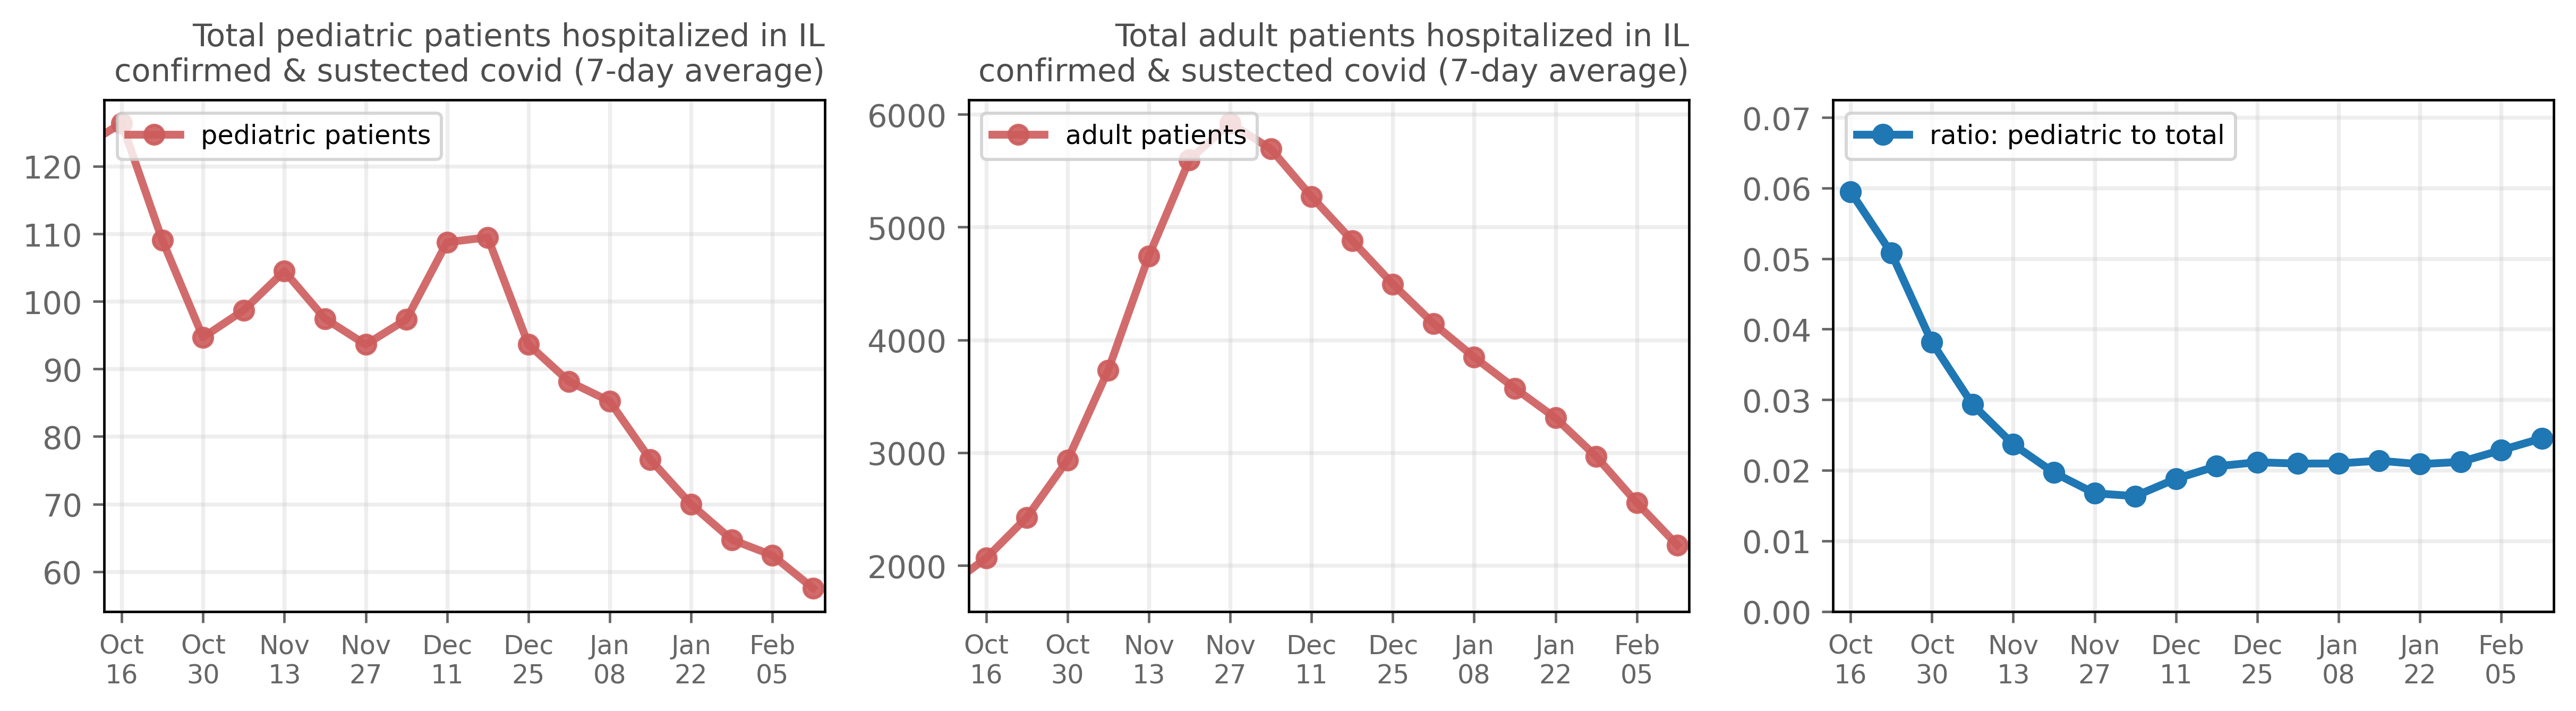 Total pediatric patients hospitalized in IL
confirmed & sustected covid (7-day average)
pediatric patients
120
110
100
90
80
70
60
Oct 16
Oct 30
Nov 13
Nov 27
Dec 11
Dec 25
Jan 08
Jan 22
Feb 05
Total adult patients hospitalized in IL
confirmed & sustected covid (7-day average)
adult patients
6000
5000
4000
3000
2000
Oct 16
Oct 30
Nov 13
Nov 27
Dec 11
Dec 25
Jan 08
Jan 22
Feb 05
ratio: pediatric to total
0.07
0.06
0.05
0.04
0.03
0.02
0.01
0.00
Oct 16
Oct 30
Nov 13
Nov 27
Dec 11
Dec 25
Jan 08
Jan 22
Feb 05